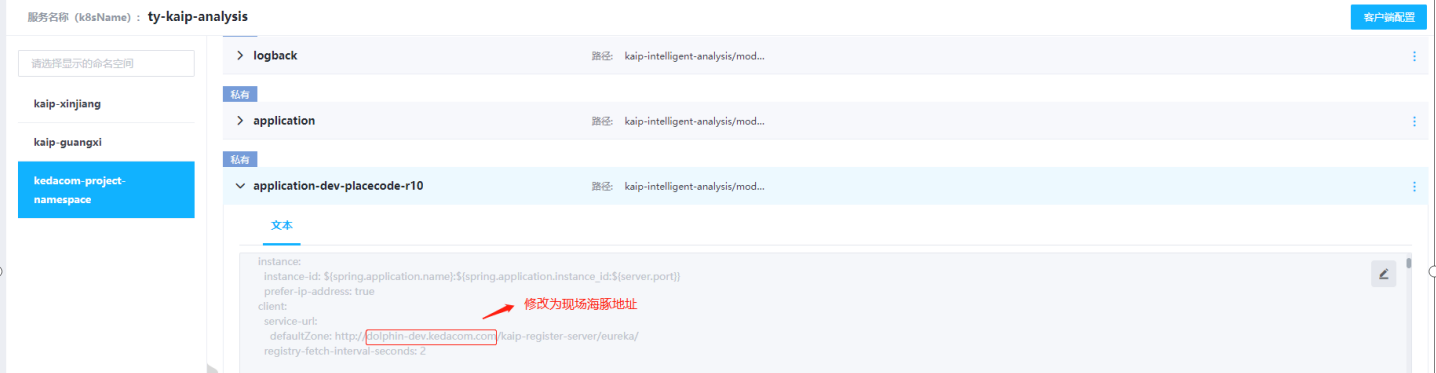 服务名称（k8sName）： ty-kaip-analysis
客户端配置
请选择显示的命名空间
kaip-xinjiang
kaip-guangxi
kedacom-project-
namespace
logback 路径: kaip-intelligent-analysis/mod...
私有
application 路径: kaip-intelligent-analysis/mod...
私有
application-dev-placecode-r10 路径: kaip-intelligent-analysis/mod...
文本
instance:
instance-id: ${spring.application.name}:${spring.application.instance_id:${server.port}}
prefer-ip-address: true
client:
修改为现场海豚地址
service-url:
defaultZone: http://dolphin-dev.kedacom.com/kaip-register-server/eureka/
registry-fetch-interval-seconds: 2